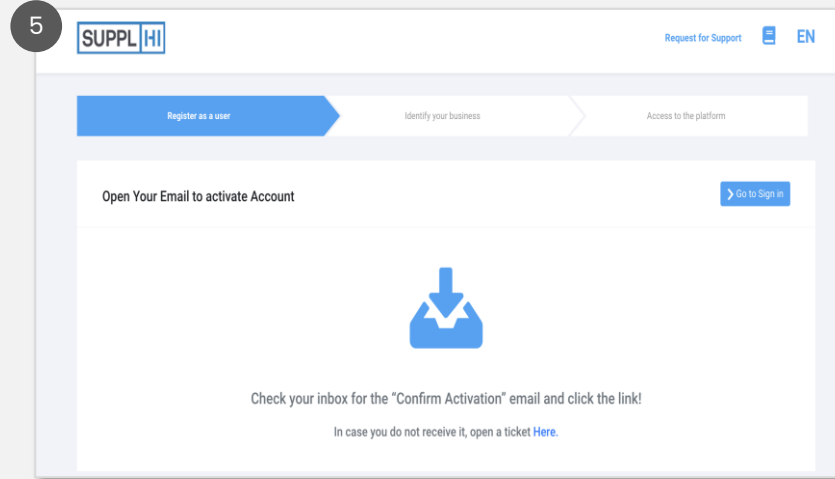 5
SUPPL HI
Request for Support
EN
Register as a user
Identify your business
Access to the platform
Open Your Email to activate Account
❯ Go to Sign in
Check your inbox for the “Confirm Activation” email and click the link!
In case you do not receive it, open a ticket Here.